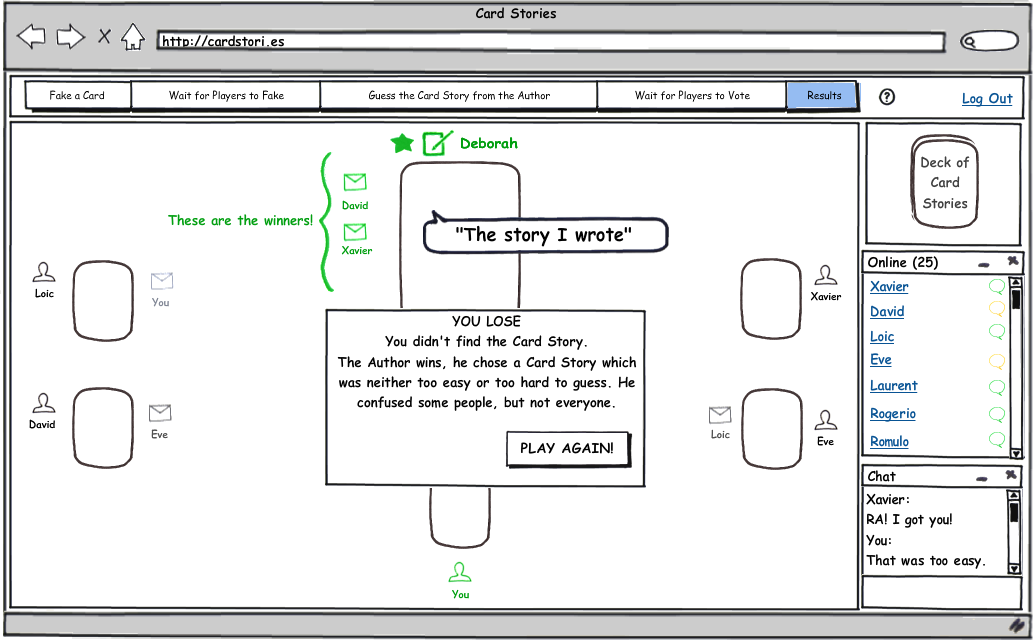 Card Stories
http://cardstori.es
Fake a Card
Wait for Players to Fake
Guess the Card Story from the Author
Wait for Players to Vote
Results
?
Log Out
Deborah
David
These are the winners!
Xavier
"The story I wrote"
Loic
You
Xavier
David
Eve
Loic
Eve
YOU LOSE
You didn't find the Card Story.
The Author wins, he chose a Card Story which
was neither too easy or too hard to guess. He
confused some people, but not everyone.
PLAY AGAIN!
You
Deck of
Card
Stories
Online (25)
Xavier
David
Loic
Eve
Laurent
Rogerio
Romulo
Chat
Xavier:
RA! I got you!
You:
That was too easy.